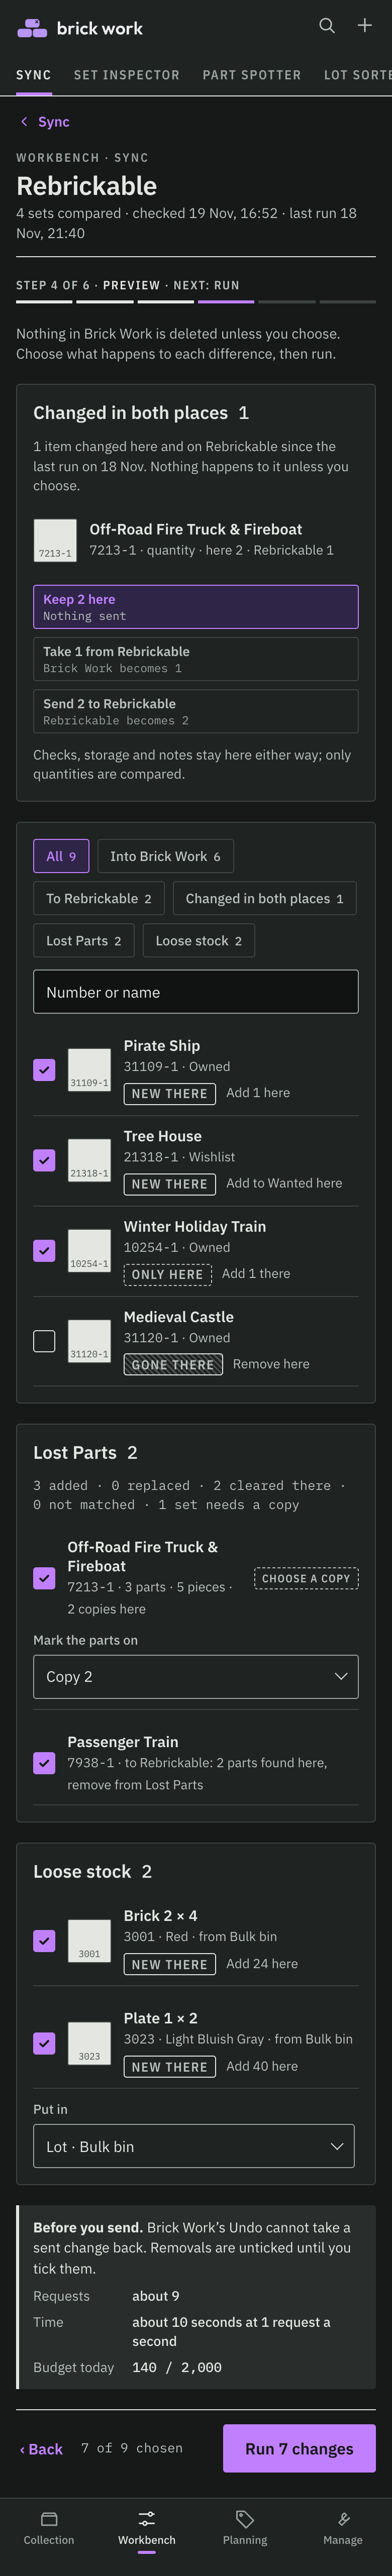 brick work
SYNC SET INSPECTOR PART SPOTTER LOT SORTE
Sync
WORKBENCH · SYNC
Rebrickable
4 sets compared · checked 19 Nov, 16:52 · last run 18
Nov, 21:40
STEP 4 OF 6 · PREVIEW · NEXT: RUN
Nothing in Brick Work is deleted unless you choose.
Choose what happens to each difference, then run.
Changed in both places 1
1 item changed here and on Rebrickable since the
last run on 18 Nov. Nothing happens to it unless you
choose.
Off-Road Fire Truck & Fireboat
7213-1
7213-1 · quantity · here 2 · Rebrickable 1
Keep 2 here
Nothing sent
Take 1 from Rebrickable
Brick Work becomes 1
Send 2 to Rebrickable
Rebrickable becomes 2
Checks, storage and notes stay here either way; only
quantities are compared.
All 9 Into Brick Work 6
To Rebrickable 2 Changed in both places 1
Lost Parts 2 Loose stock 2
Number or name
Pirate Ship
31109-1 · Owned
31109-1
NEW THERE Add 1 here
Tree House
21318-1 · Wishlist
21318-1
NEW THERE Add to Wanted here
Winter Holiday Train
10254-1 · Owned
10254-1
ONLY HERE Add 1 there
Medieval Castle
31120-1 · Owned
31120-1
GONE THERE Remove here
Lost Parts 2
3 added · 0 replaced · 2 cleared there ·
0 not matched · 1 set needs a copy
Off-Road Fire Truck &
Fireboat
7213-1 · 3 parts · 5 pieces ·
2 copies here
CHOOSE A COPY
Mark the parts on
Copy 2
Passenger Train
7938-1 · to Rebrickable: 2 parts found here,
remove from Lost Parts
Loose stock 2
Brick 2 × 4
3001 · Red · from Bulk bin
3001
NEW THERE Add 24 here
Plate 1 × 2
3023 · Light Bluish Gray · from Bulk bin
3023
NEW THERE Add 40 here
Put in
Lot · Bulk bin
Before you send. Brick Work’s Undo cannot take a
sent change back. Removals are unticked until you
tick them.
Requests about 9
Time about 10 seconds at 1 request a
second
Budget today 140 / 2,000
‹ Back 7 of 9 chosen Run 7 changes
Collection Workbench Planning Manage